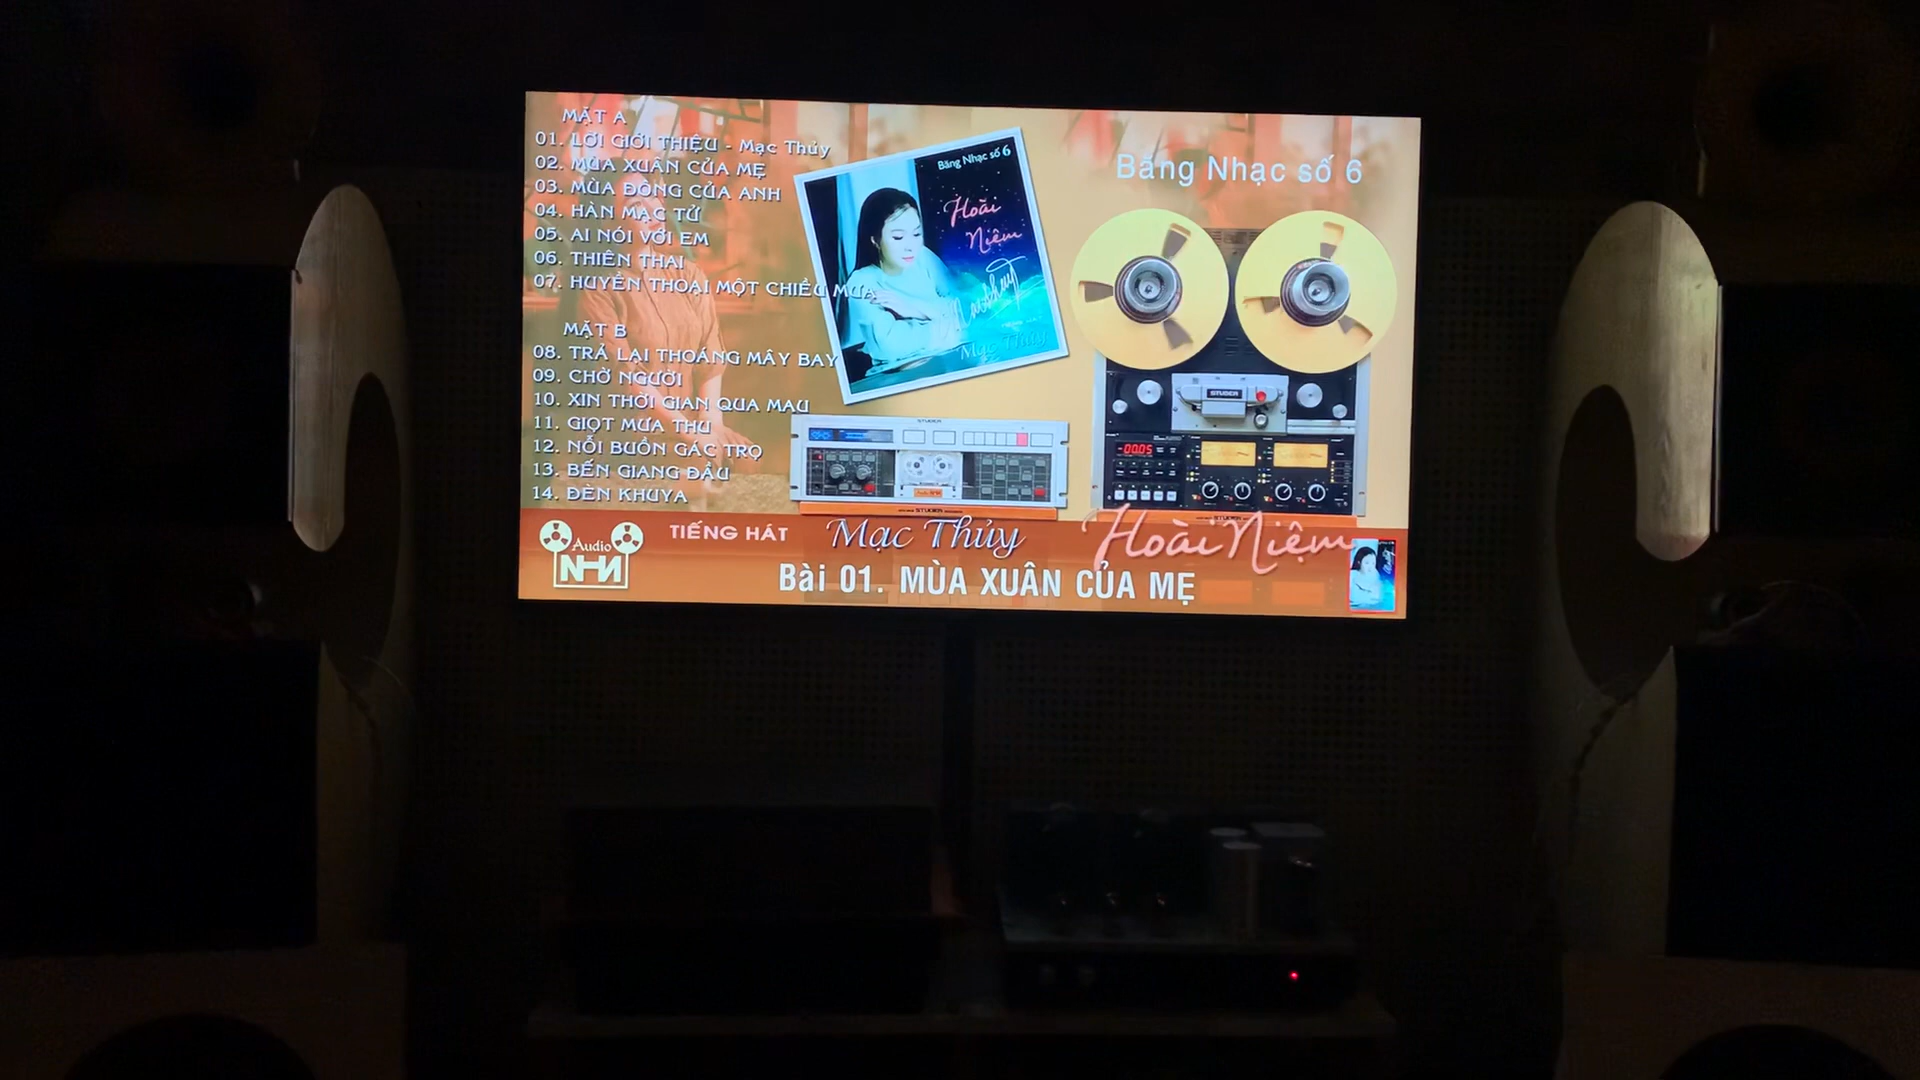 MẶT A
01. LỜI GIỚI THIỆU - Mạc Thủy
02. MÙA XUÂN CỦA MẸ
03. MÙA ĐÔNG CỦA ANH
04. HÀN MẠC TỬ
05. AI NÓI VỚI EM
06. THIÊN THAI
07. HUYỀN THOẠI MỘT CHIỀU MƯA
MẶT B
08. TRẢ LẠI THOÁNG MÂY BAY
09. CHỜ NGƯỜI
10. XIN THỜI GIAN QUA MAU
11. GIỌT MƯA THU
12. NỖI BUỒN GÁC TRỌ
13. BẾN GIANG ĐẦU
14. ĐÈN KHUYA
Băng Nhạc số 6
Hoài
Niệm
Mạc Thủy
Băng Nhạc số 6
STUDER
00.05
STUDER
STUDER
Audio
NHN
TIẾNG HÁT
Mạc Thủy
Hoài Niệm
Bài 01. MÙA XUÂN CỦA MẸ